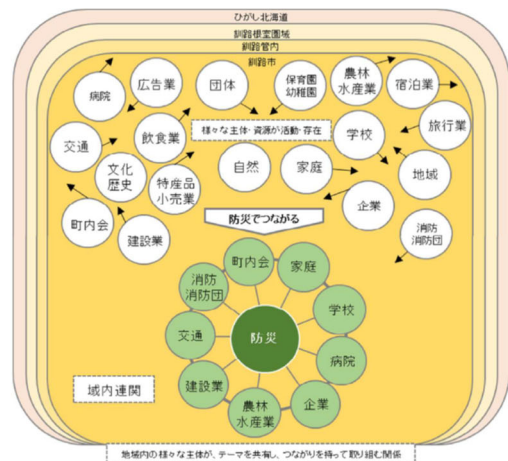 ひがし北海道
釧路根室圏域
釧路管内
釧路市
病院
広告業
団体
保育園
幼稚園
農林
水産業
宿泊業
交通
飲食業
様々な主体・資源が活動・存在
学校
旅行業
文化
歴史
特産品
小売業
自然
家庭
地域
町内会
建設業
企業
消防
消防団
防災でつながる
町内会
家庭
消防
消防団
学校
交通
防災
病院
建設業
企業
農林
水産業
域内連関
地域内の様々な主体が、テーマを共有し、つながりを持って取り組む関係